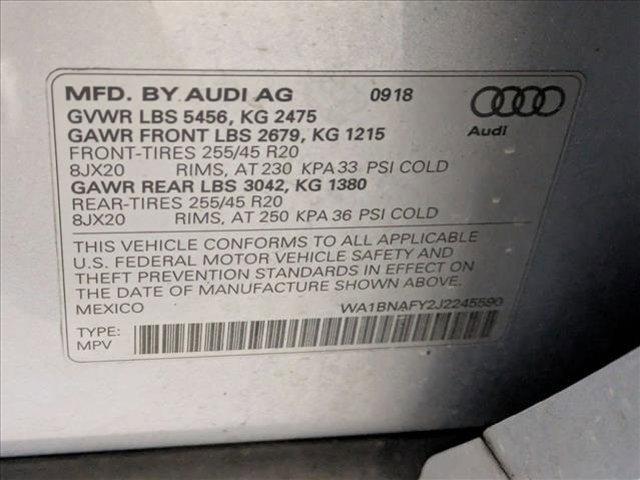 MFD. BY AUDI AG 0918
GVWR LBS 5456, KG 2475
GAWR FRONT LBS 2679, KG 1215
FRONT-TIRES 255/45 R20
8JX20 RIMS, AT 230 KPA 33 PSI COLD
GAWR REAR LBS 3042, KG 1380
REAR-TIRES 255/45 R20
8JX20 RIMS, AT 250 KPA 36 PSI COLD
Audi
THIS VEHICLE CONFORMS TO ALL APPLICABLE
U.S. FEDERAL MOTOR VEHICLE SAFETY AND
THEFT PREVENTION STANDARDS IN EFFECT ON
THE DATE OF MANUFACTURE SHOWN ABOVE.
MEXICO WA1BNAFY2J2245590
TYPE:
MPV